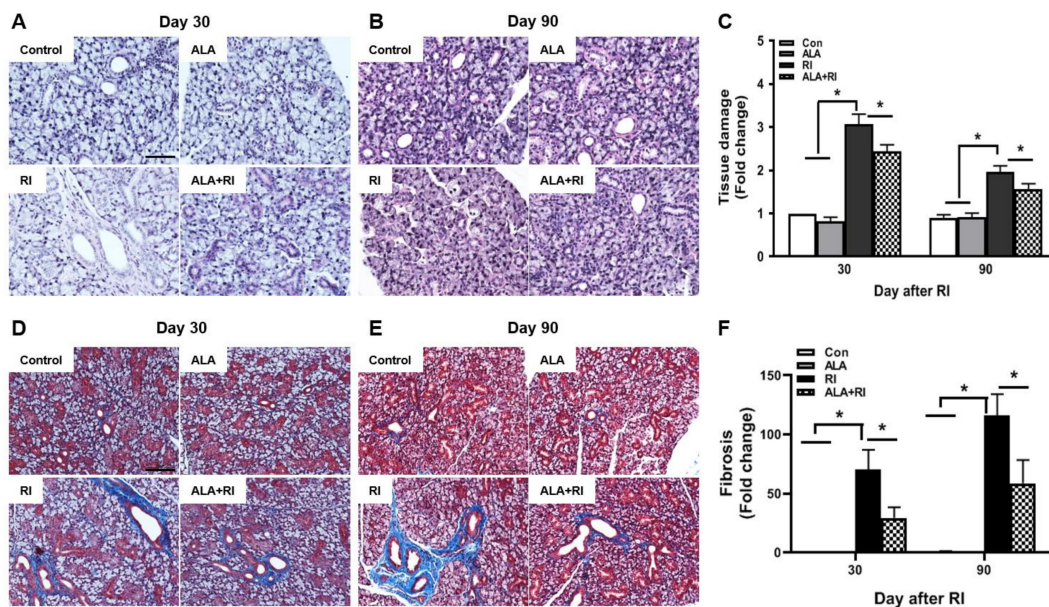 A
Day 30
Control
ALA
RI
ALA+RI
B
Day 90
Control
ALA
RI
ALA+RI
C
Con
ALA
RI
ALA+RI
Tissue damage
(Fold change)
5
4
3
2
1
0
* * * *
30 90
Day after RI
D
Day 30
Control
ALA
RI
ALA+RI
E
Day 90
Control
ALA
RI
ALA+RI
F
Con
ALA
RI
ALA+RI
Fibrosis
(Fold change)
150
100
50
0
* * * *
30 90
Day after RI